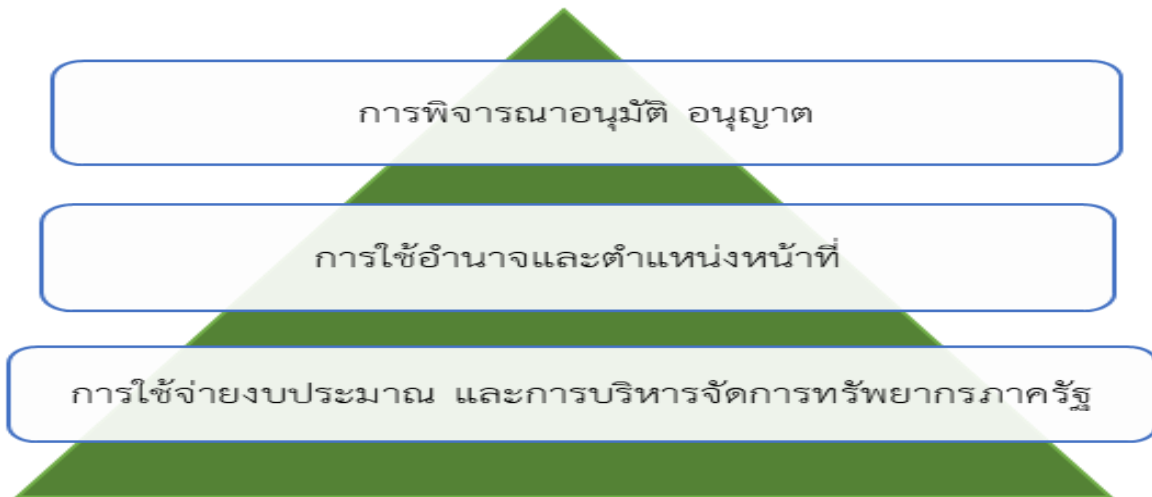 การพิจารณาอนุมัติ อนุญาต
การใช้อำนาจและตำแหน่งหน้าที่
การใช้จ่ายงบประมาณ และการบริหารจัดการทรัพยากรภาครัฐ